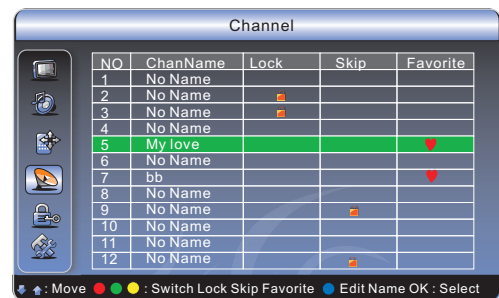 Channel
NO ChanName Lock Skip Favorite
1 No Name
2 No Name
3 No Name
4 No Name
5 My love
6 No Name
7 bb
8 No Name
9 No Name
10 No Name
11 No Name
12 No Name
: Move : Switch Lock Skip Favorite Edit Name OK : Select